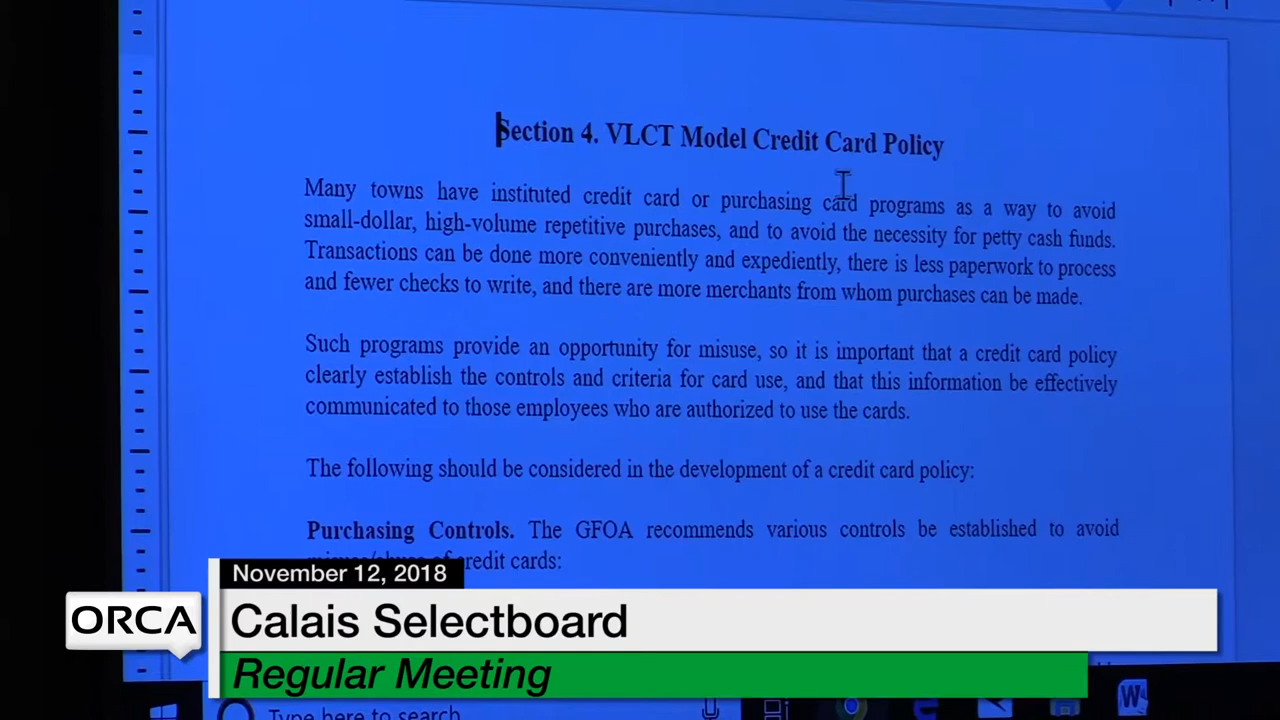 Section 4. VLCT Model Credit Card Policy
Many towns have instituted credit card or purchasing card programs as a way to avoid
small-dollar, high-volume repetitive purchases, and to avoid the necessity for petty cash funds.
Transactions can be done more conveniently and expediently, there is less paperwork to process
and fewer checks to write, and there are more merchants from whom purchases can be made.
Such programs provide an opportunity for misuse, so it is important that a credit card policy
clearly establish the controls and criteria for card use, and that this information be effectively
communicated to those employees who are authorized to use the cards.
The following should be considered in the development of a credit card policy:
Purchasing Controls. The GFOA recommends various controls be established to avoid
misuse/abuse of credit cards:
November 12, 2018
ORCA
Calais Selectboard
Regular Meeting
Type here to search
W